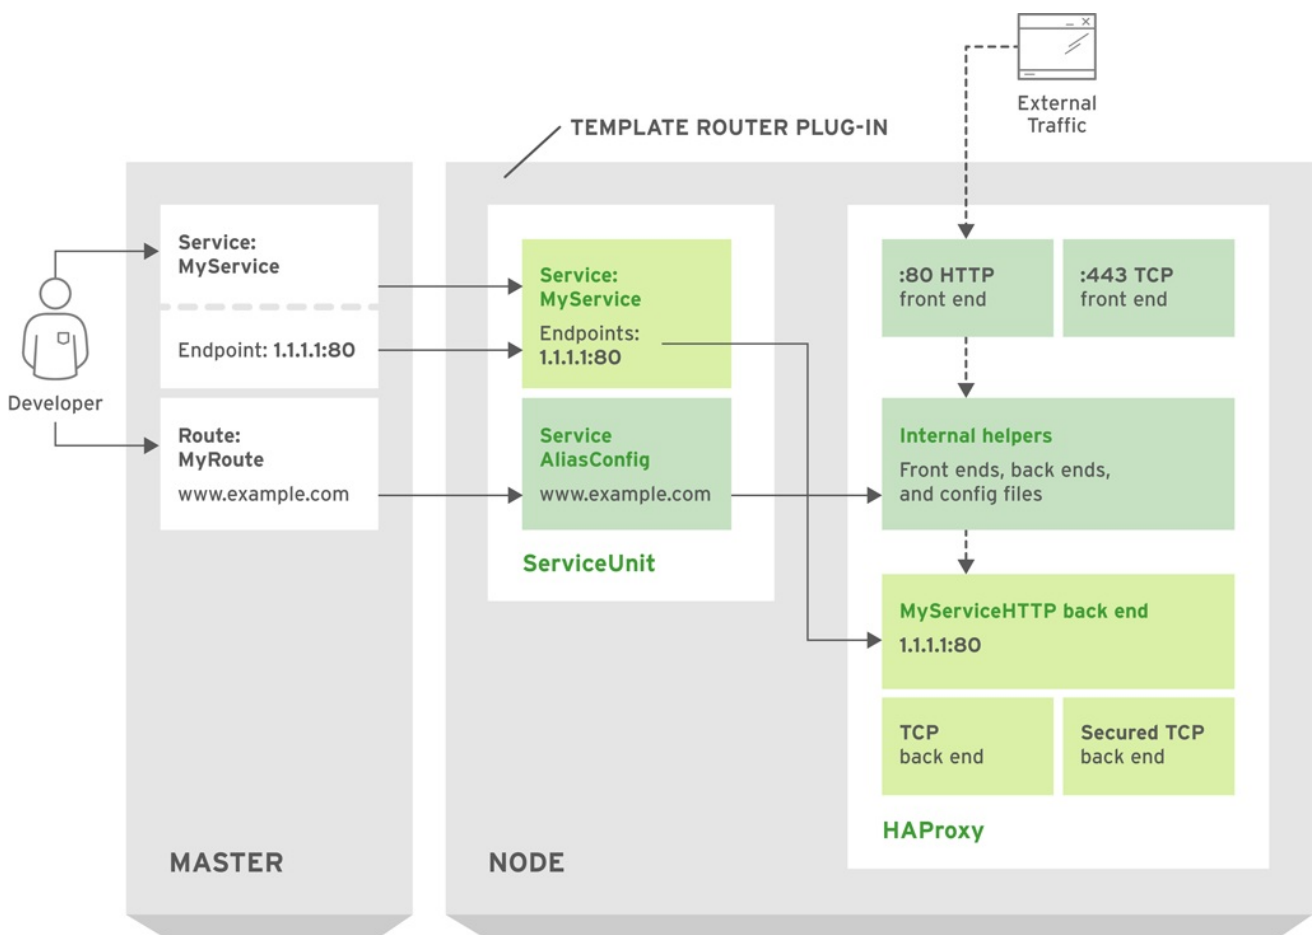 External
Traffic
TEMPLATE ROUTER PLUG-IN
Developer
Service:
MyService
Endpoint: 1.1.1.1:80
Route:
MyRoute
www.example.com
MASTER
Service:
MyService
Endpoints:
1.1.1.1:80
Service
AliasConfig
www.example.com
ServiceUnit
NODE
:80 HTTP
front end
:443 TCP
front end
Internal helpers
Front ends, back ends,
and config files
MyServiceHTTP back end
1.1.1.1:80
TCP
back end
Secured TCP
back end
HAProxy